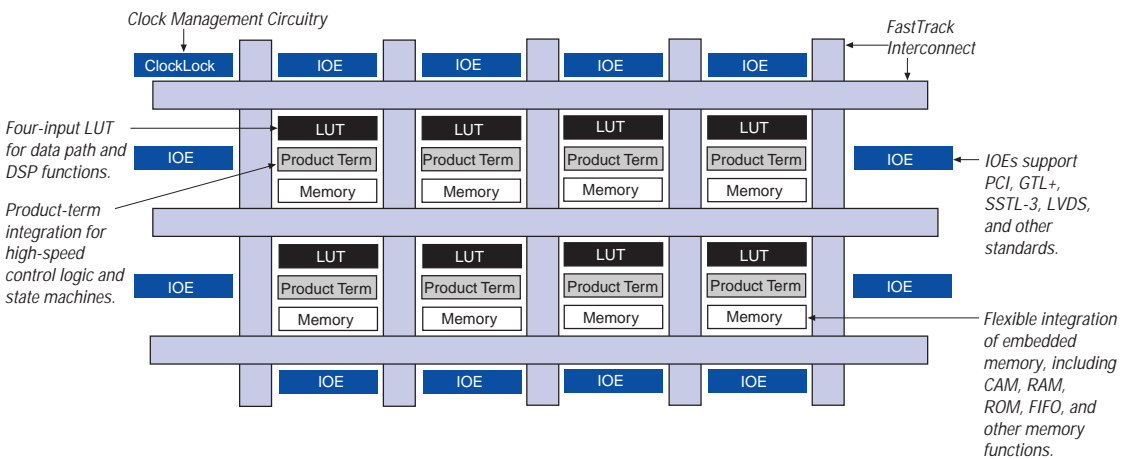 Clock Management Circuitry
FastTrack
Interconnect
ClockLock
IOE
IOE
IOE
IOE
Four-input LUT
for data path and
DSP functions.
LUT
LUT
LUT
LUT
IOE
Product Term
Product Term
Product Term
Product Term
IOE
IOEs support
PCI, GTL+,
SSTL-3, LVDS,
and other
standards.
Memory
Memory
Memory
Memory
Product-term
integration for
high-speed
control logic and
state machines.
LUT
LUT
LUT
LUT
IOE
Product Term
Product Term
Product Term
Product Term
IOE
Memory
Memory
Memory
Memory
Flexible integration
of embedded
memory, including
CAM, RAM,
ROM, FIFO, and
other memory
functions.
IOE
IOE
IOE
IOE